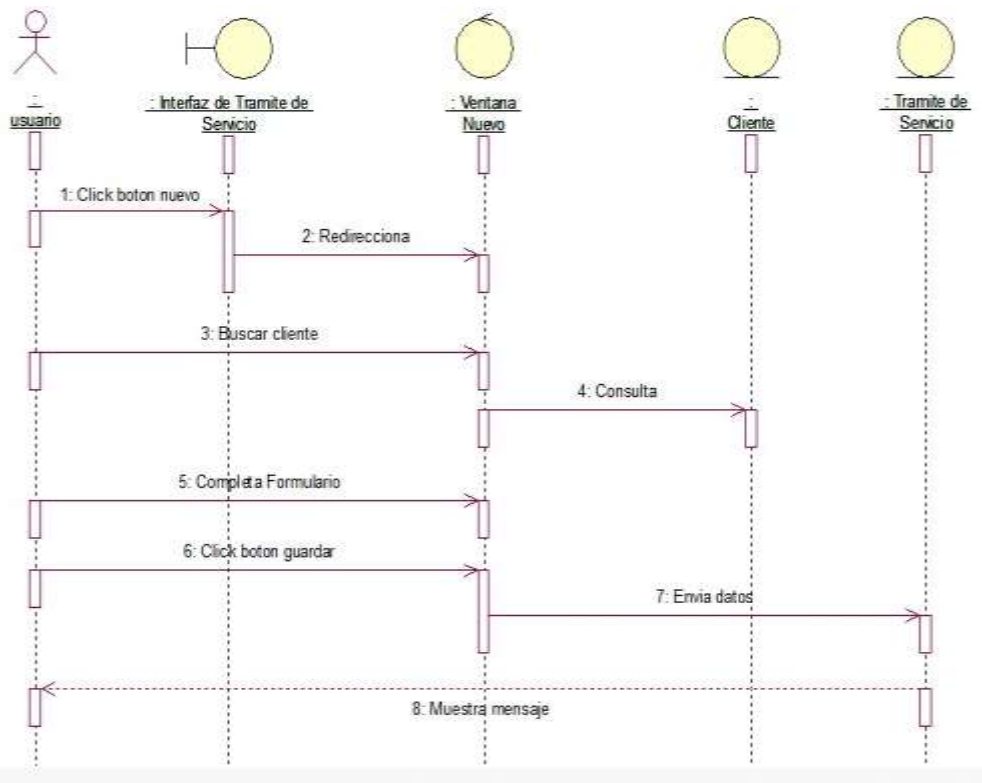 :
usuario
: Interfaz de Tramite de
Servicio
: Ventana
Nuevo
:
Cliente
: Tramite de
Servicio
1: Click boton nuevo
2: Redirecciona
3: Buscar cliente
4: Consulta
5: Completa Formulario
6: Click boton guardar
7: Envia datos
8: Muestra mensaje